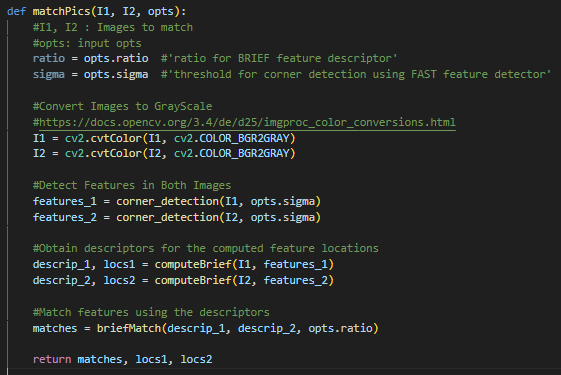 def matchPics(I1, I2, opts):
#I1, I2 : Images to match
#opts: input opts
ratio = opts.ratio  #'ratio for BRIEF feature descriptor'
sigma = opts.sigma  #'threshold for corner detection using FAST feature detector'
#Convert Images to GrayScale
#https://docs.opencv.org/3.4/de/d25/imgproc_color_conversions.html
I1 = cv2.cvtColor(I1, cv2.COLOR_BGR2GRAY)
I2 = cv2.cvtColor(I2, cv2.COLOR_BGR2GRAY)
#Detect Features in Both Images
features_1 = corner_detection(I1, opts.sigma)
features_2 = corner_detection(I2, opts.sigma)
#Obtain descriptors for the computed feature locations
descrip_1, locs1 = computeBrief(I1, features_1)
descrip_2, locs2 = computeBrief(I2, features_2)
#Match features using the descriptors
matches = briefMatch(descrip_1, descrip_2, opts.ratio)
return matches, locs1, locs2